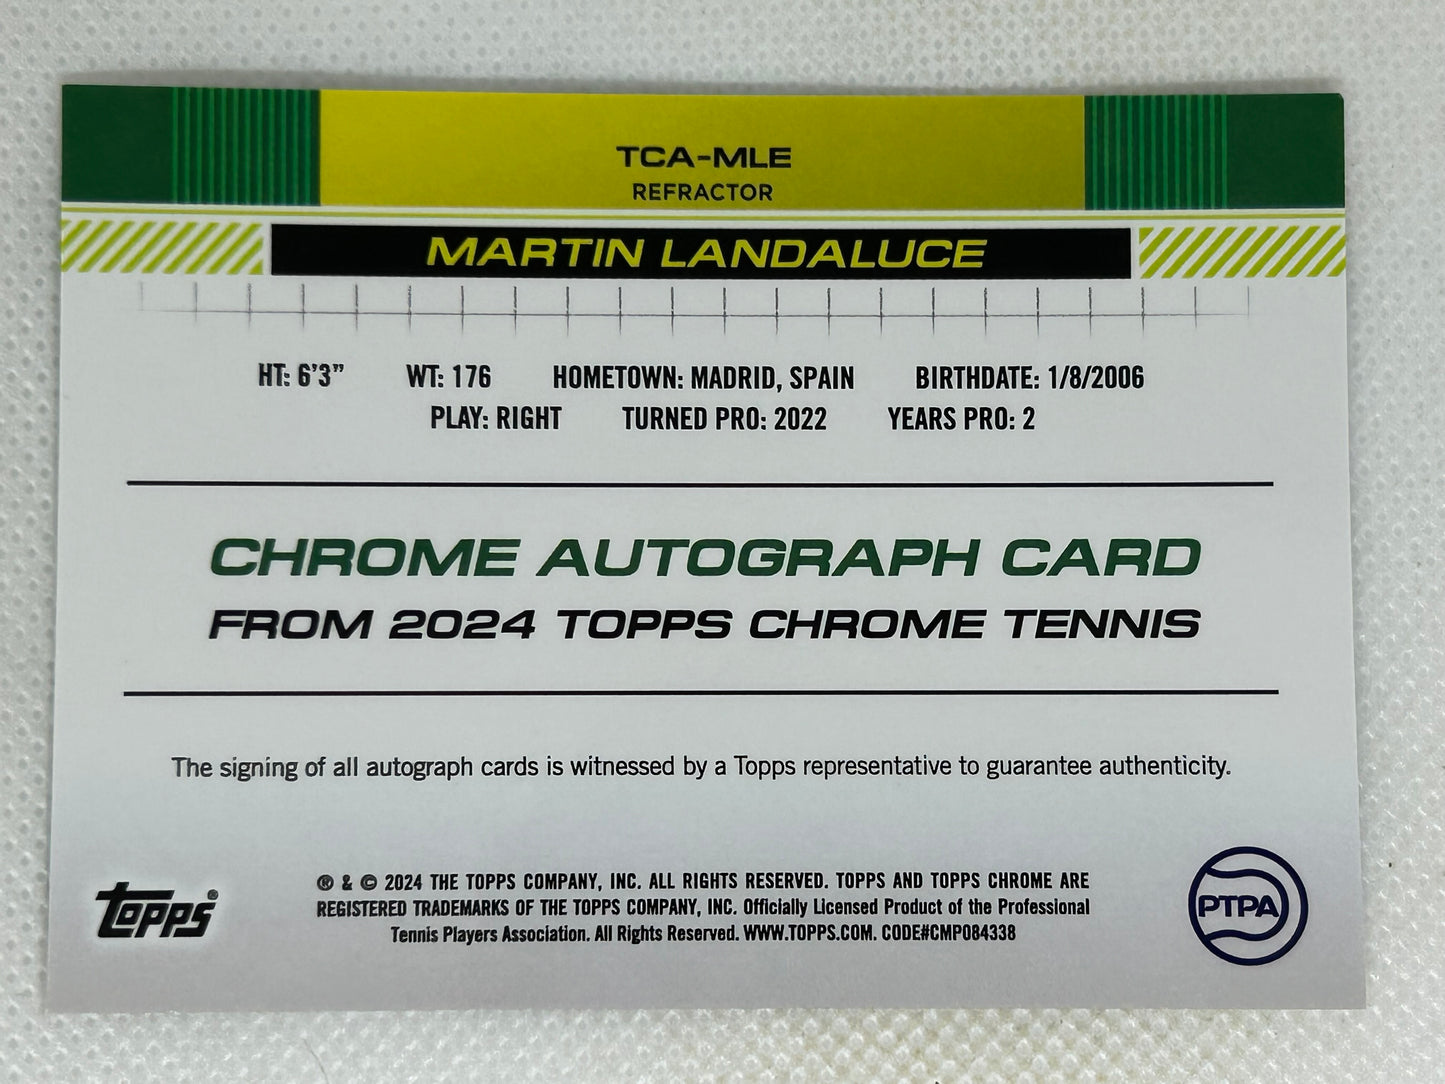 TCA-MLE
REFRACTOR
MARTIN LANDALUCE
HT: 6'3" WT: 176 HOMETOWN: MADRID, SPAIN BIRTHDATE: 1/8/2006
PLAY: RIGHT TURNED PRO: 2022 YEARS PRO: 2
CHROME AUTOGRAPH CARD
FROM 2024 TOPPS CHROME TENNIS
The signing of all autograph cards is witnessed by a Topps representative to guarantee authenticity.
topps®
® & © 2024 THE TOPPS COMPANY, INC. ALL RIGHTS RESERVED. TOPPS AND TOPPS CHROME ARE
REGISTERED TRADEMARKS OF THE TOPPS COMPANY, INC. Officially Licensed Product of the Professional
Tennis Players Association. All Rights Reserved. WWW.TOPPS.COM. CODE#CMP084338
PTPA